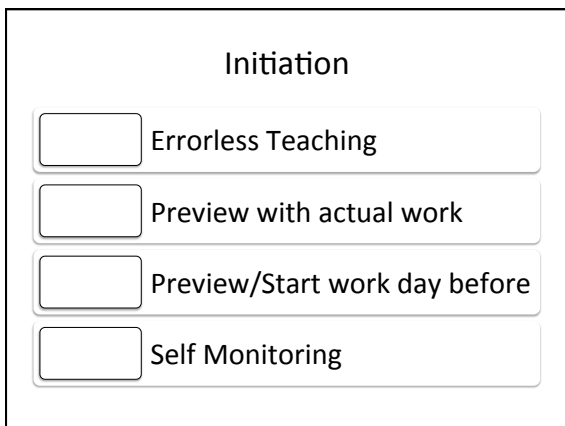 Initiation
Errorless Teaching
Preview with actual work
Preview/Start work day before
Self Monitoring